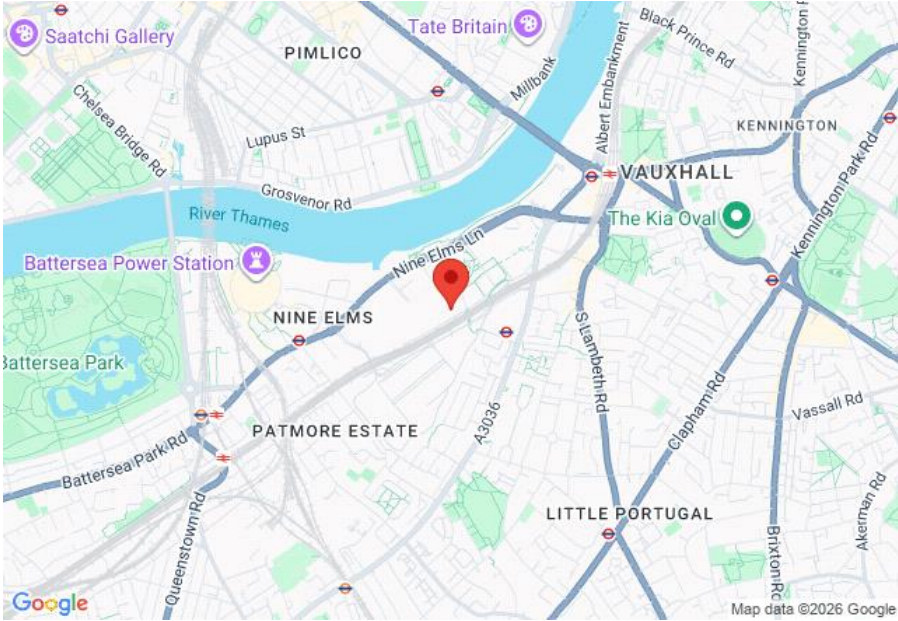 Saatchi Gallery
Tate Britain
Black Prince Rd
PIMLICO
Kennington
Chelsea Bridge Rd
Millbank
Albert Embankment
Lupus St
KENNINGTON
VAUXHALL
Grosvenor Rd
River Thames
The Kia Oval
Kennington Park Rd
Nine Elms Ln
Battersea Power Station
NINE ELMS
S Lambeth Rd
Battersea Park
Clapham Rd
Vassall Rd
A3036
PATMORE ESTATE
Battersea Park Rd
LITTLE PORTUGAL
Akerman Rd
Queenstown Rd
Brixton Rd
Google
Map data ©2026 Google